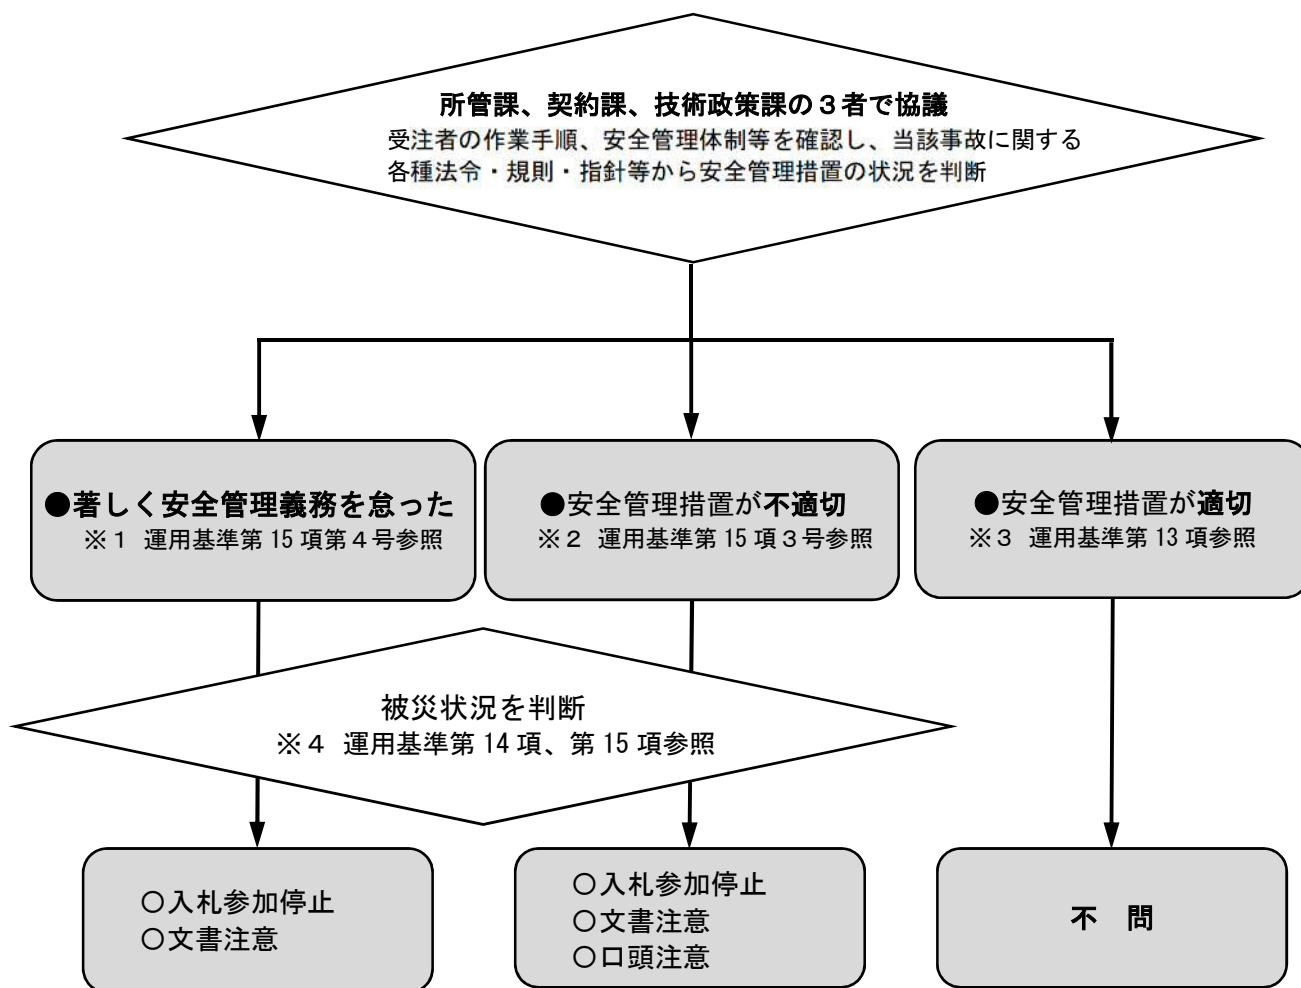 所管課、契約課、技術政策課の３者で協議
受注者の作業手順、安全管理体制等を確認し、当該事故に関する
各種法令・規則・指針等から安全管理措置の状況を判断
●著しく安全管理義務を怠った
※１ 運用基準第 15 項第４号参照
●安全管理措置が不適切
※２ 運用基準第 15 項３号参照
●安全管理措置が適切
※３ 運用基準第 13 項参照
被災状況を判断
※４ 運用基準第 14 項、第 15 項参照
〇入札参加停止
〇文書注意
〇入札参加停止
〇文書注意
〇口頭注意
不　問